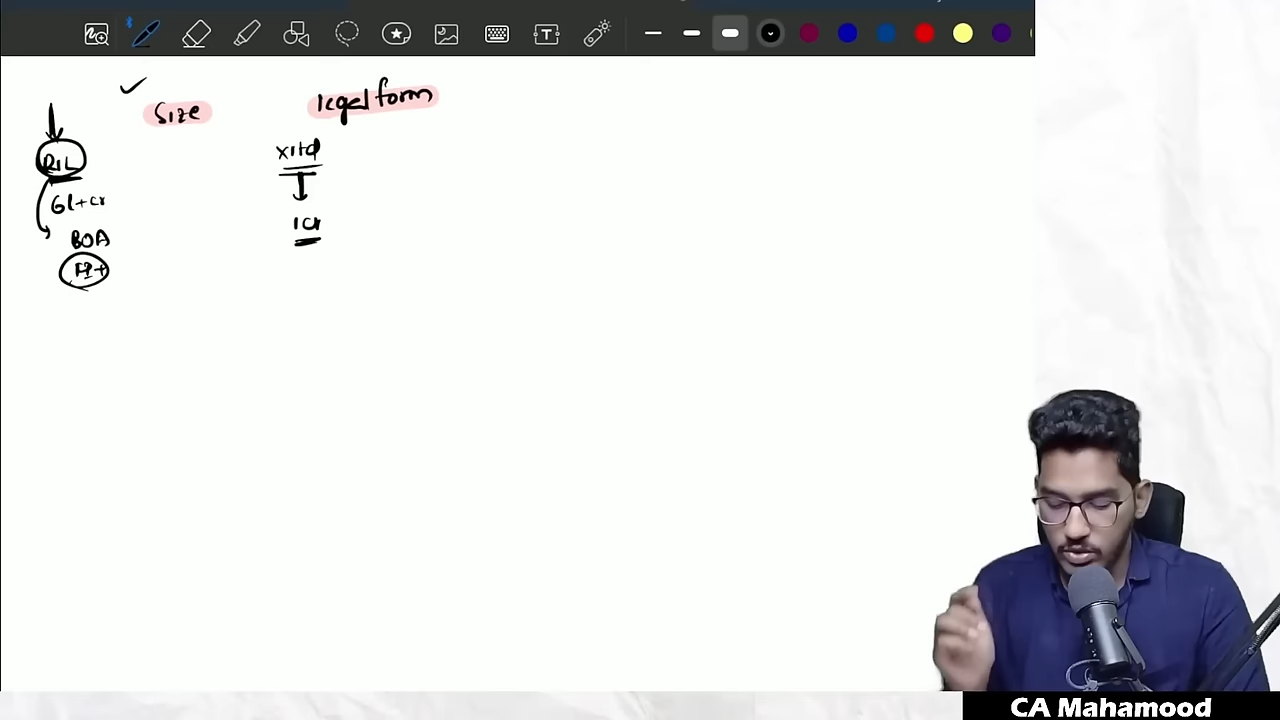 Size
legal form
RIL
x ltd
61+cr
1cr
BOA
CA Mahamood